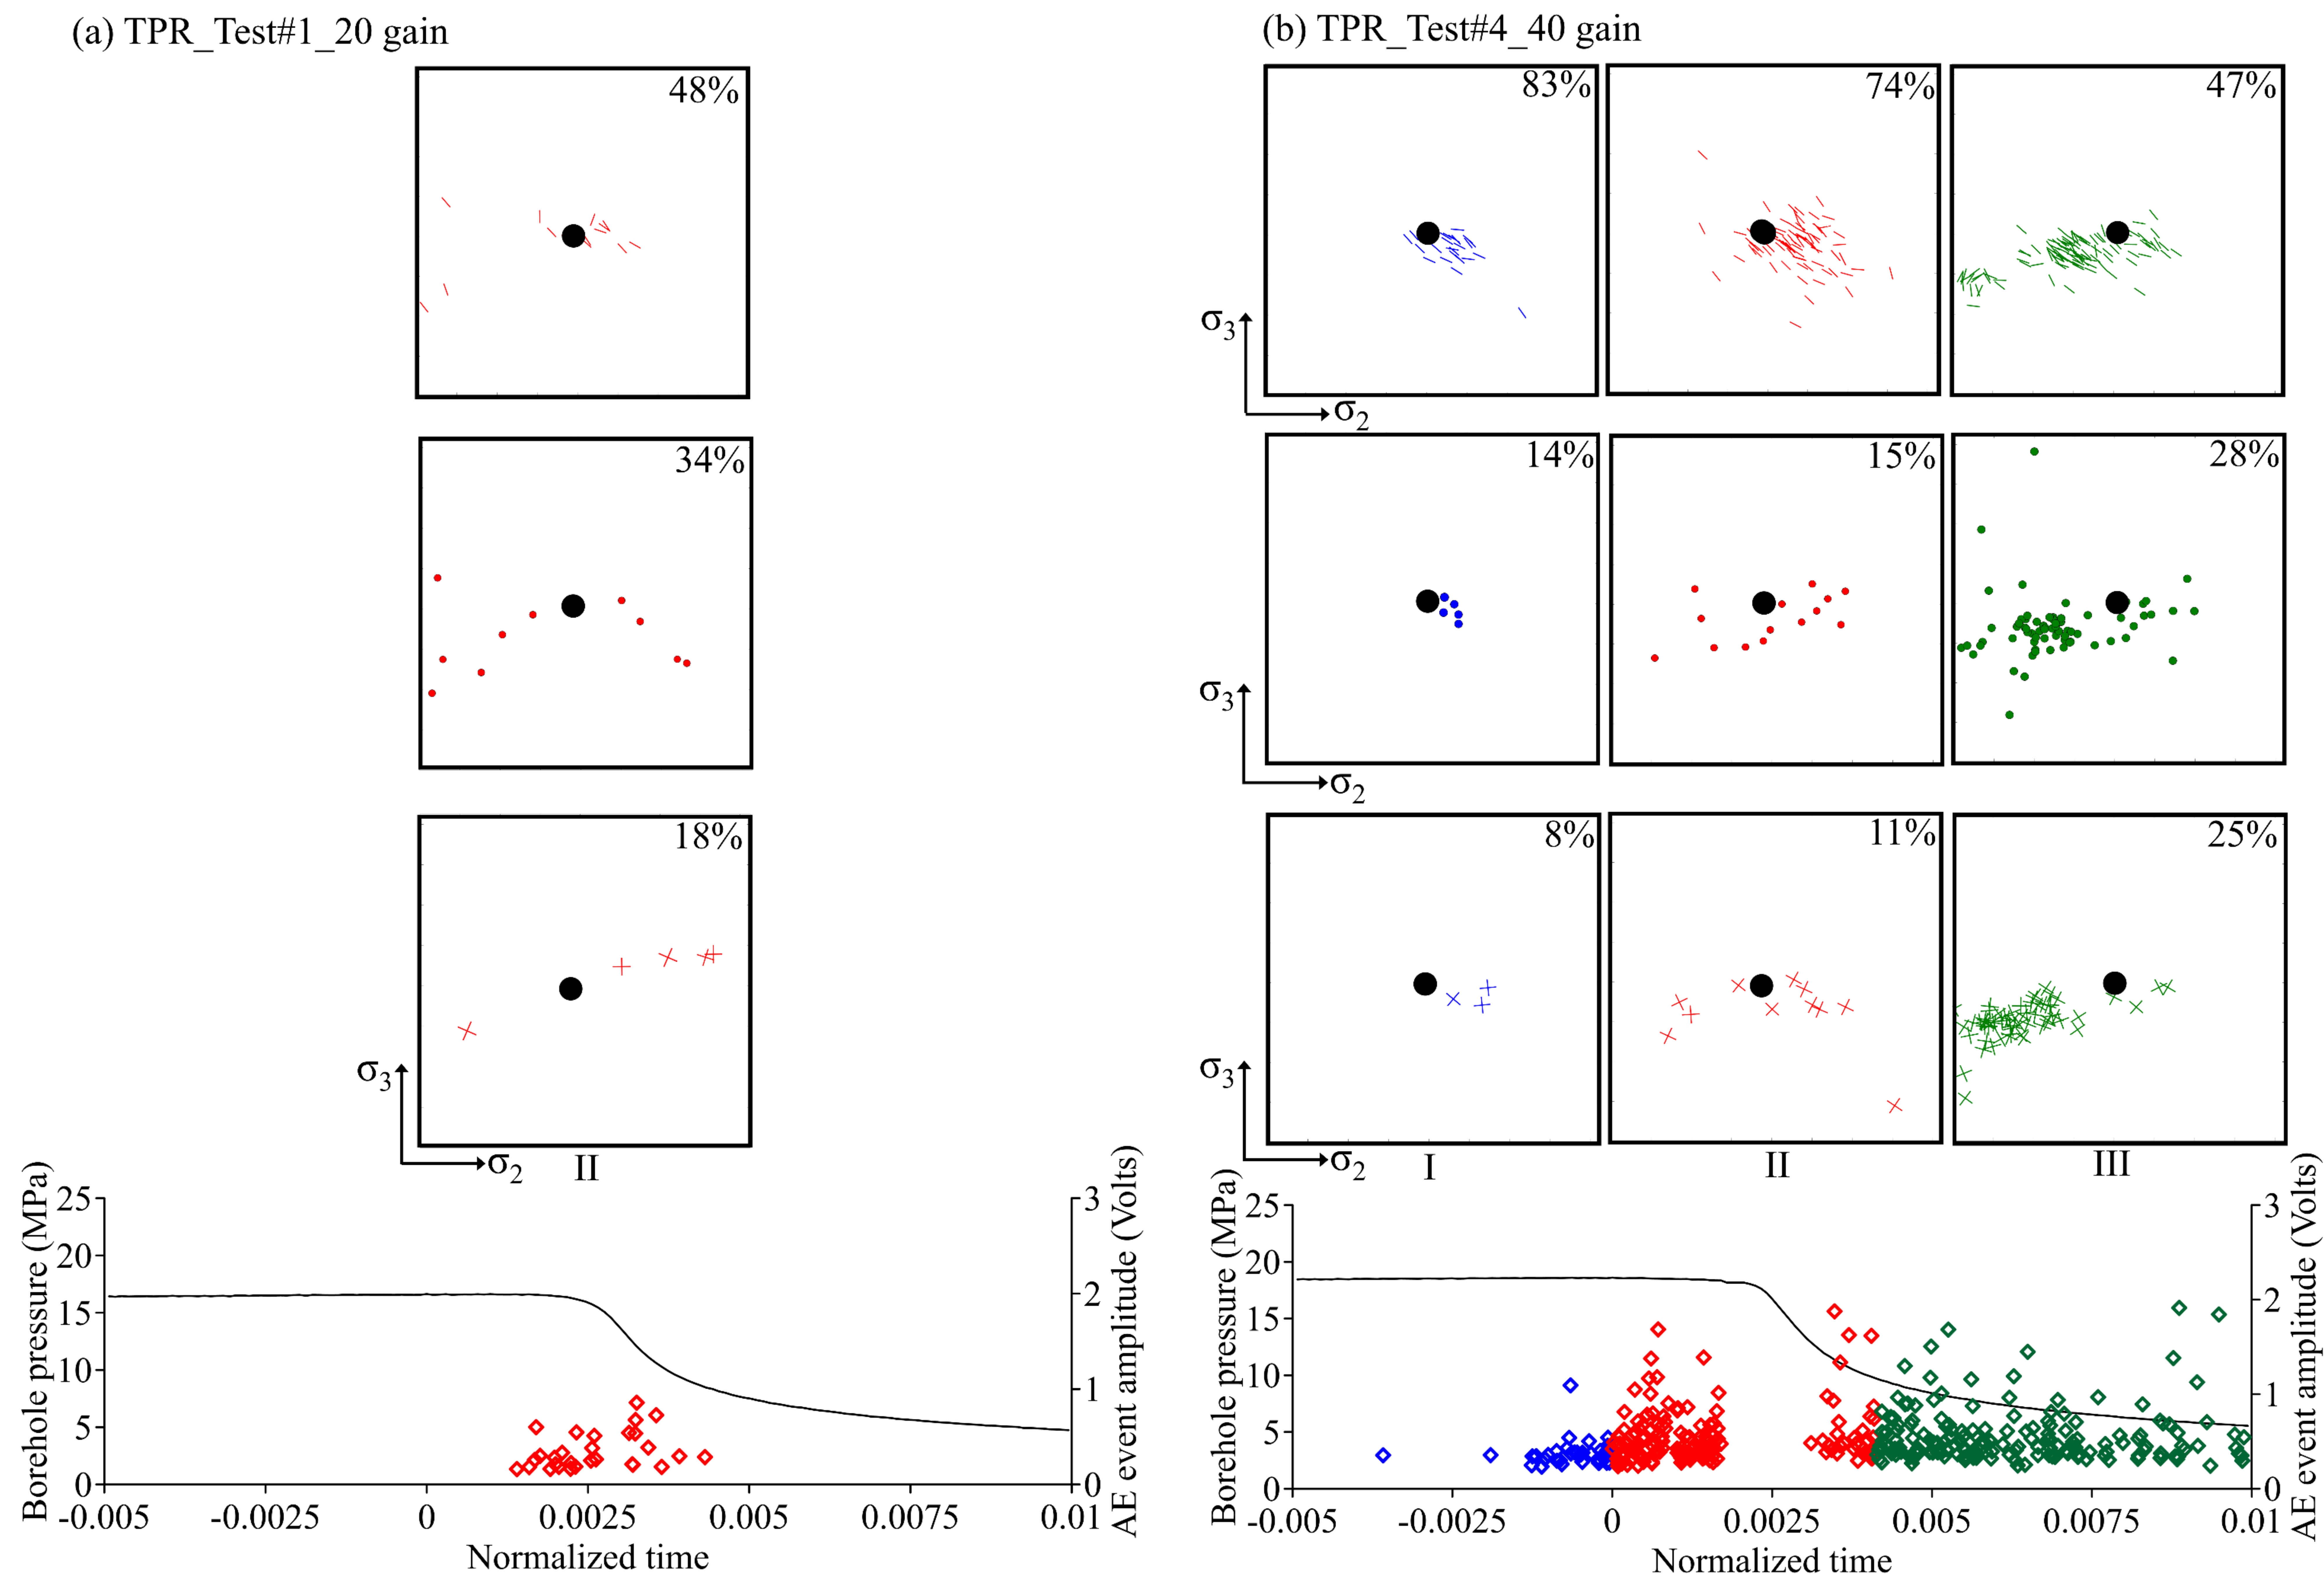 (a) TPR_Test#1_20 gain
48%
34%
18%
σ3
σ2
II
Borehole pressure (MPa)
25
20
15
10
5
0
3
2
1
0
AE event amplitude (Volts)
-0.005
-0.0025
0
0.0025
0.005
0.0075
0.01
Normalized time
(b) TPR_Test#4_40 gain
83%
74%
47%
σ3
σ2
14%
15%
28%
σ3
σ2
8%
11%
25%
σ3
σ2
I
II
III
Borehole pressure (MPa)
25
20
15
10
5
0
3
2
1
0
AE event amplitude (Volts)
-0.005
-0.0025
0
0.0025
0.005
0.0075
0.01
Normalized time